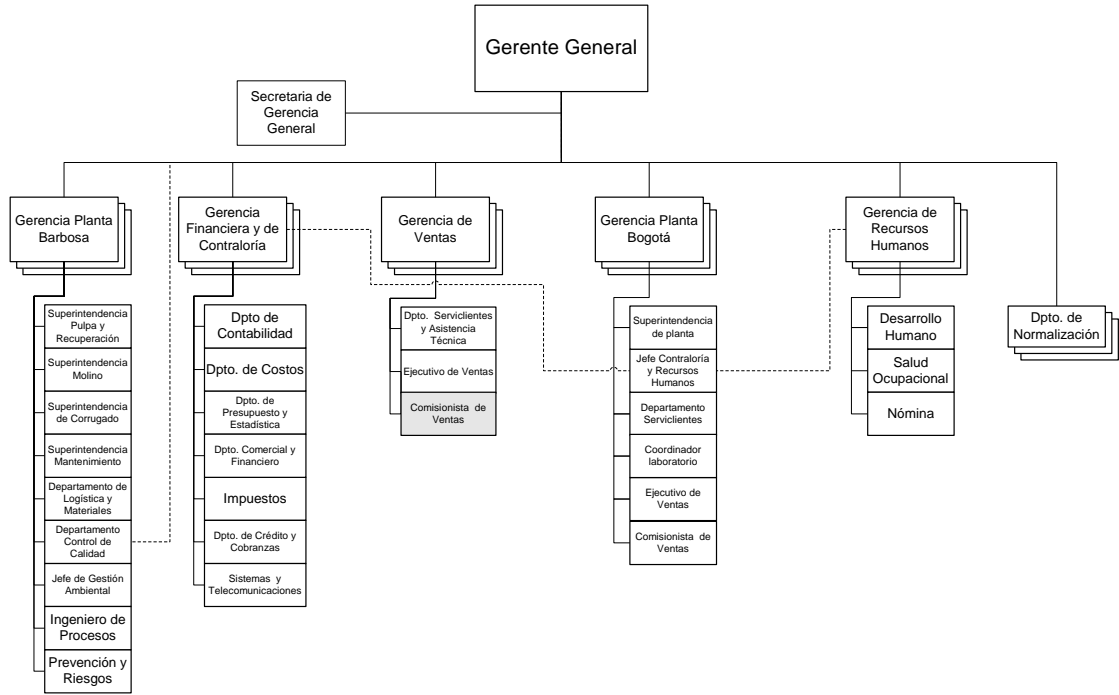 Gerente General
Secretaria de
Gerencia
General
Gerencia Planta
Barbosa
Superintendencia
Pulpa y
Recuperación
Superintendencia
Molino
Superintendencia
de Corrugado
Superintendencia
Mantenimiento
Departamento de
Logística y
Materiales
Departamento
Control de
Calidad
Jefe de Gestión
Ambiental
Ingeniero de
Procesos
Prevención y
Riesgos
Gerencia
Financiera y de
Contraloría
Dpto de
Contabilidad
Dpto. de Costos
Dpto. de
Presupuesto y
Estadística
Dpto. Comercial y
Financiero
Impuestos
Dpto. de Crédito y
Cobranzas
Sistemas y
Telecomunicaciones
Gerencia de
Ventas
Dpto. Serviclientes
y Asistencia
Técnica
Ejecutivo de Ventas
Comisionista de
Ventas
Gerencia Planta
Bogotá
Superintendencia
de planta
Jefe Contraloría
y Recursos
Humanos
Departamento
Serviclientes
Coordinador
laboratorio
Ejecutivo de
Ventas
Comisionista de
Ventas
Gerencia de
Recursos
Humanos
Desarrollo
Humano
Salud
Ocupacional
Nómina
Dpto. de
Normalización